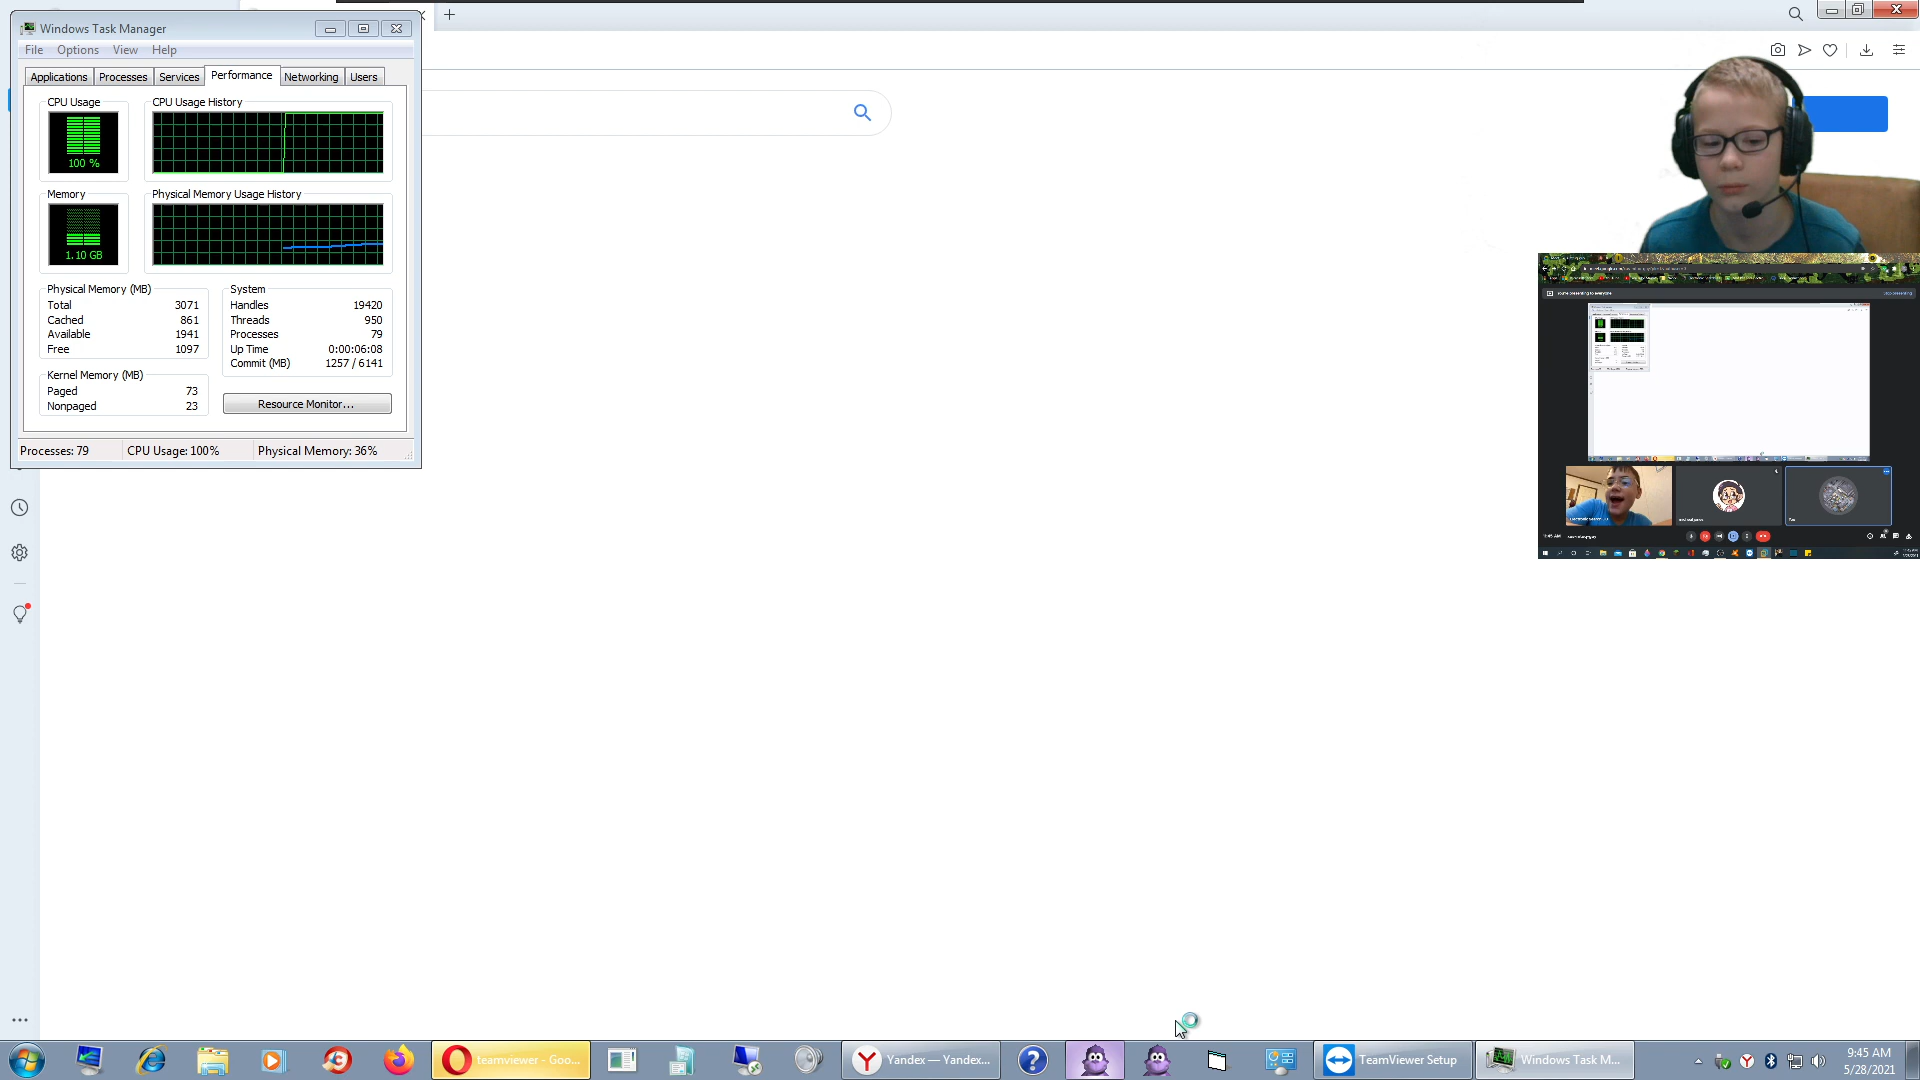 Windows Task Manager
File Options View Help
Applications Processes Services Performance Networking Users
CPU Usage
CPU Usage History
100 %
Memory
Physical Memory Usage History
1.10 GB
Physical Memory (MB)
Total 3071
Cached 861
Available 1941
Free 1097
System
Handles 19420
Threads 950
Processes 79
Up Time 0:00:06:08
Commit (MB) 1257 / 6141
Kernel Memory (MB)
Paged 73
Nonpaged 23
Resource Monitor...
Processes: 79 CPU Usage: 100% Physical Memory: 36%
teamviewer - Goo...
Yandex — Yandex...
TeamViewer Setup
Windows Task M...
9:45 AM
5/28/2021